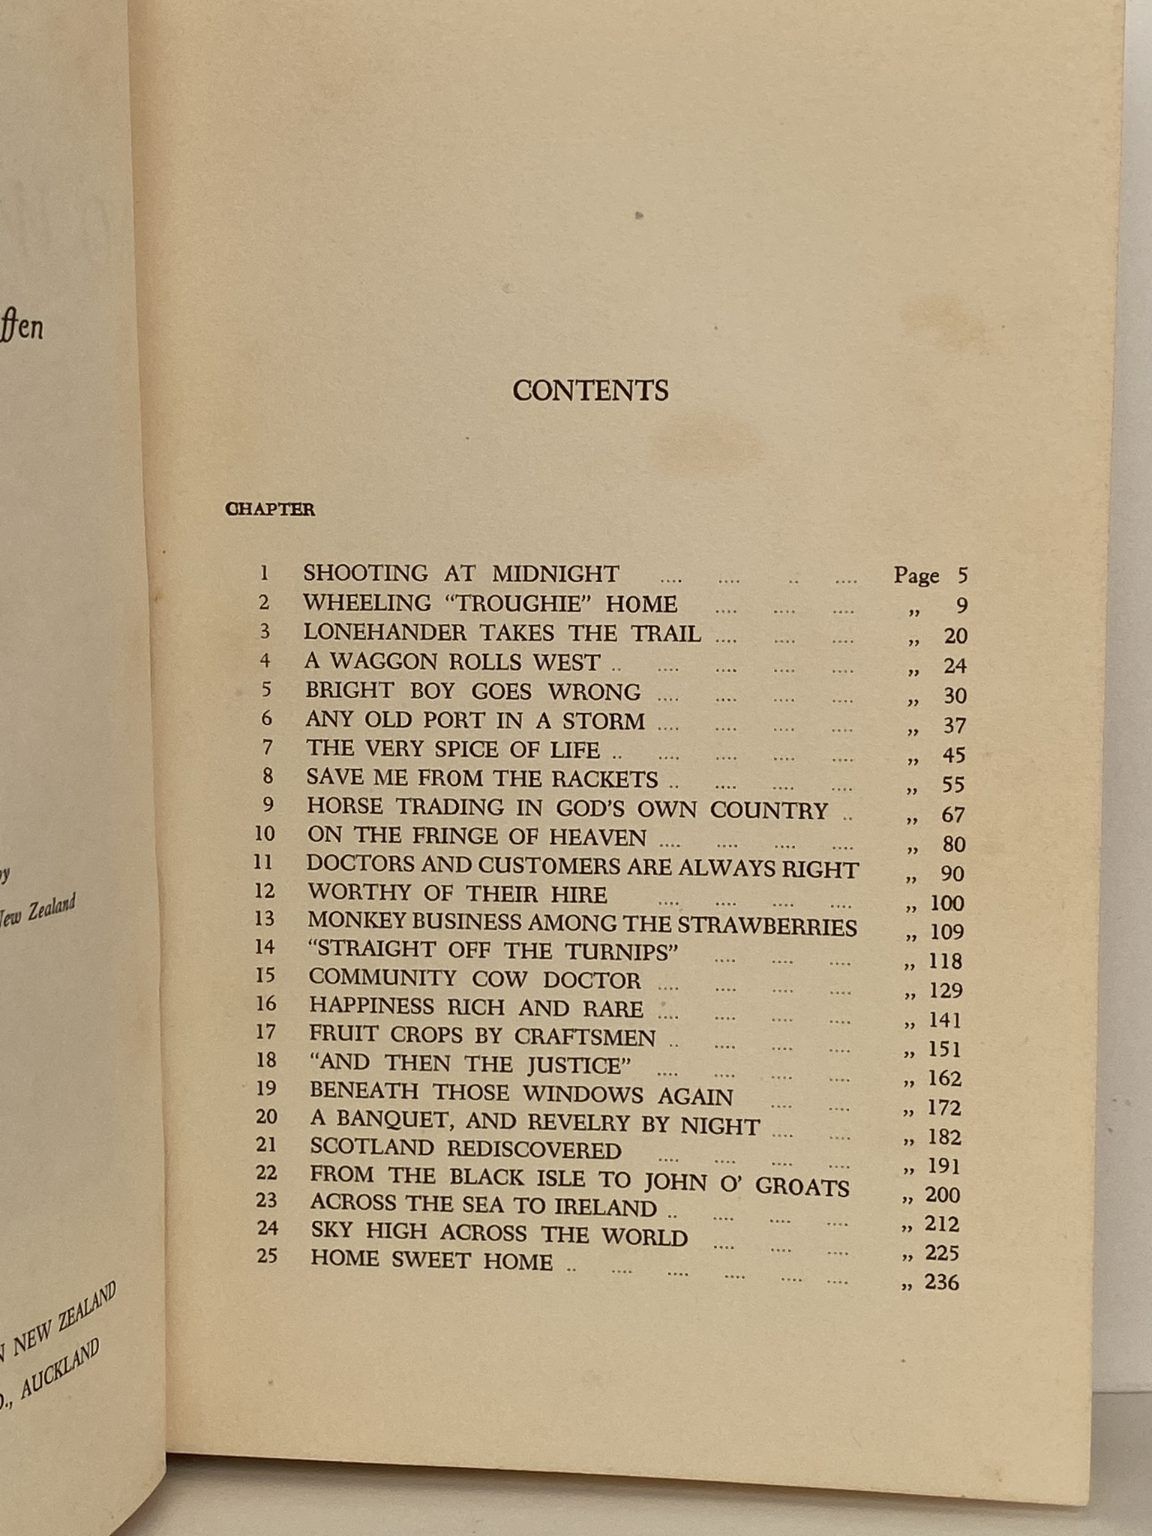 ften
by
New Zealand
NEW ZEALAND
AUCKLAND
CONTENTS
CHAPTER
1 SHOOTING AT MIDNIGHT .... .... .. .... Page 5
2 WHEELING “TROUGHIE” HOME .... .... .... ,, 9
3 LONEHANDER TAKES THE TRAIL .... .... .... ,, 20
4 A WAGGON ROLLS WEST .. .... .... .... .... ,, 24
5 BRIGHT BOY GOES WRONG .... .... .... .... ,, 30
6 ANY OLD PORT IN A STORM .... .... .... .... ,, 37
7 THE VERY SPICE OF LIFE .. .... .... .... .... ,, 45
8 SAVE ME FROM THE RACKETS .. .... .... .... ,, 55
9 HORSE TRADING IN GOD'S OWN COUNTRY .. ,, 67
10 ON THE FRINGE OF HEAVEN .... .... .... .... ,, 80
11 DOCTORS AND CUSTOMERS ARE ALWAYS RIGHT ,, 90
12 WORTHY OF THEIR HIRE .... .... .... .... ,, 100
13 MONKEY BUSINESS AMONG THE STRAWBERRIES ,, 109
14 “STRAIGHT OFF THE TURNIPS” .... .... .... ,, 118
15 COMMUNITY COW DOCTOR .... .... .... .... ,, 129
16 HAPPINESS RICH AND RARE .... .... .... .... ,, 141
17 FRUIT CROPS BY CRAFTSMEN .. .... .... .... ,, 151
18 “AND THEN THE JUSTICE” .... .... .... .... ,, 162
19 BENEATH THOSE WINDOWS AGAIN .... .... ,, 172
20 A BANQUET, AND REVELRY BY NIGHT .... .... ,, 182
21 SCOTLAND REDISCOVERED .... .... .... .... ,, 191
22 FROM THE BLACK ISLE TO JOHN O' GROATS ,, 200
23 ACROSS THE SEA TO IRELAND .. .... .... .... ,, 212
24 SKY HIGH ACROSS THE WORLD .... .... .... ,, 225
25 HOME SWEET HOME .. .... .... .... .... .... ,, 236